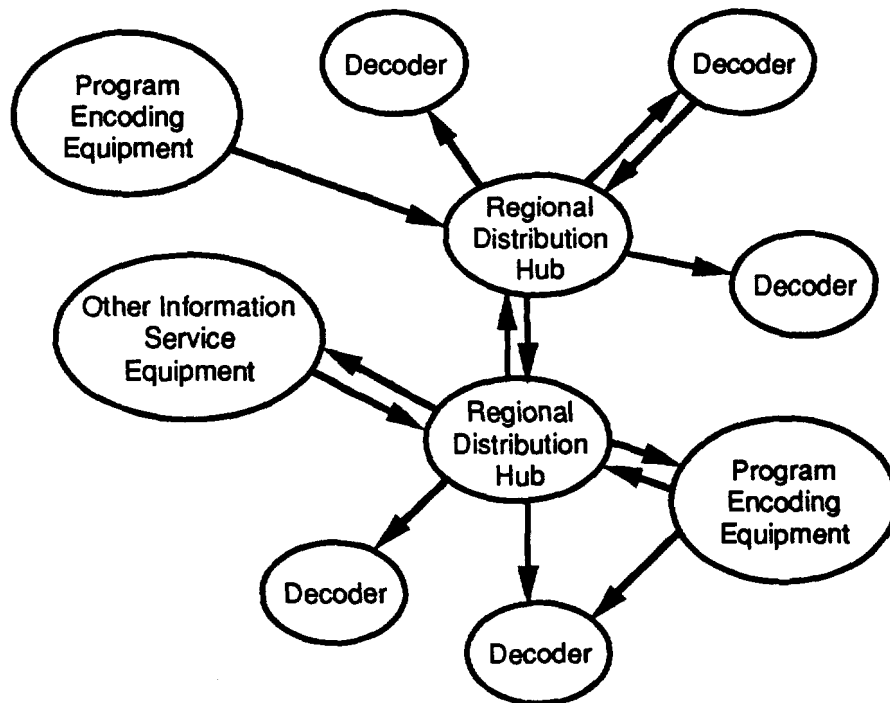 Decoder
Decoder
Program
Encoding
Equipment
Regional
Distribution
Hub
Decoder
Other Information
Service
Equipment
Regional
Distribution
Hub
Program
Encoding
Equipment
Decoder
Decoder